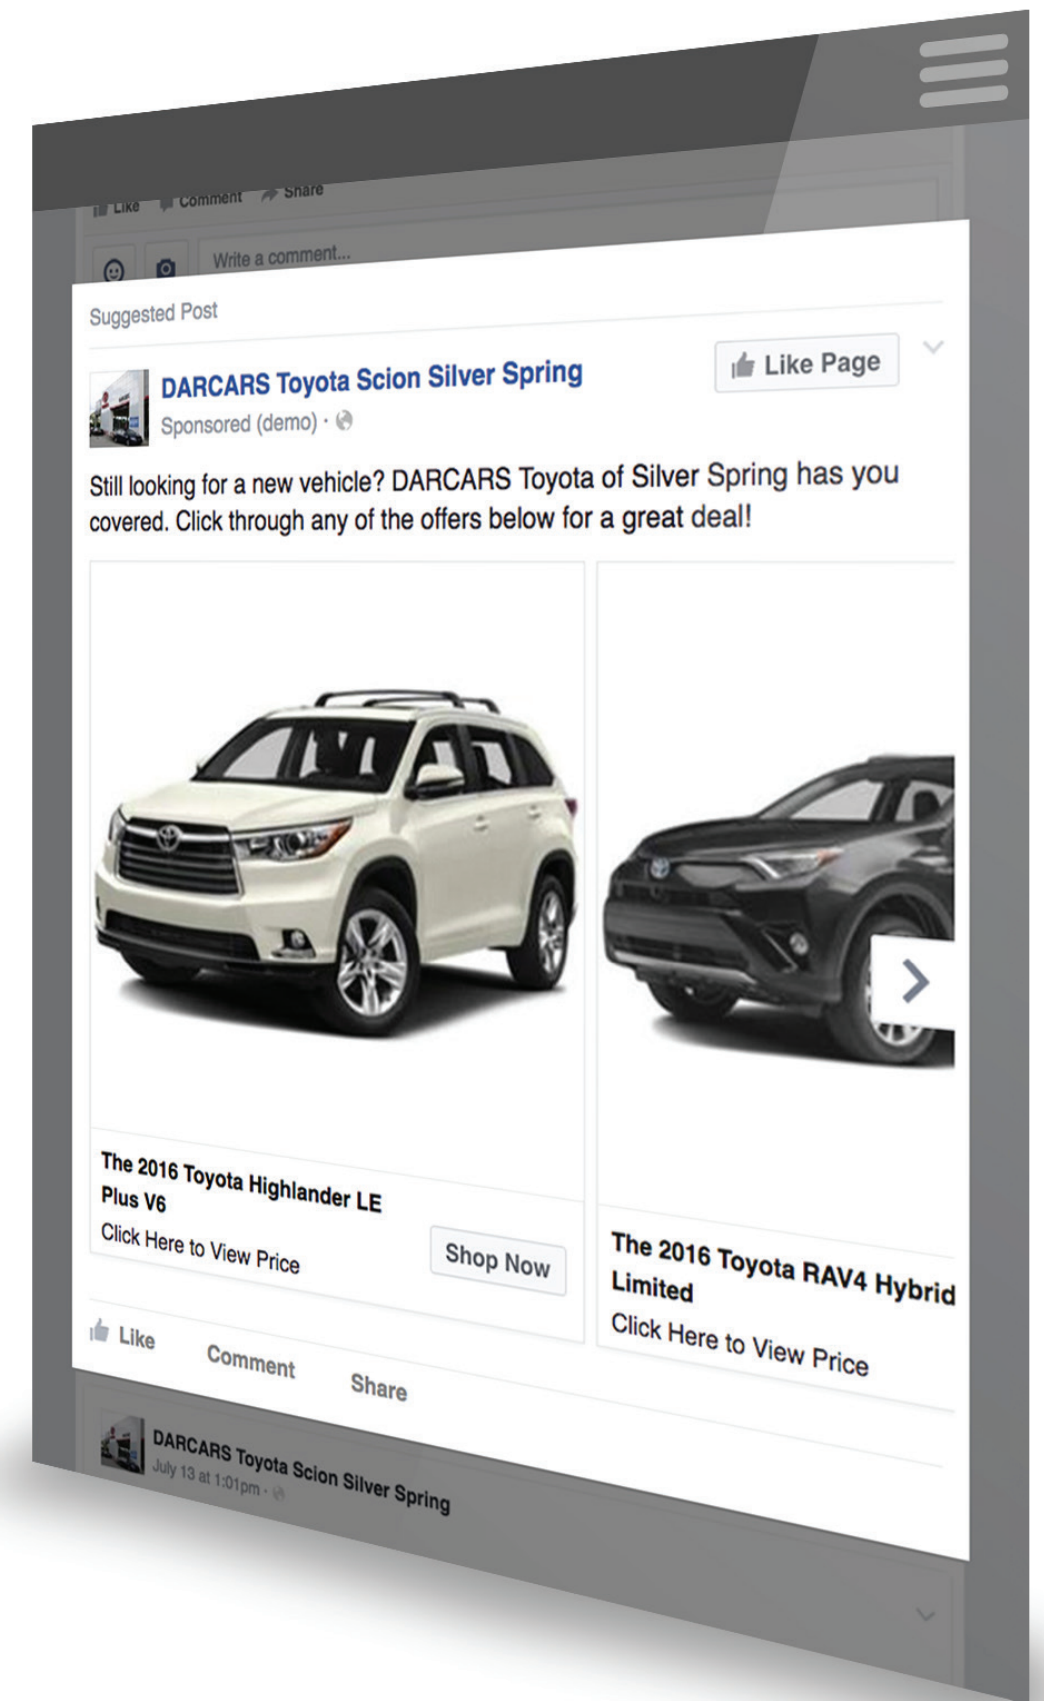 Like Comment Share
Write a comment...
Suggested Post
DARCARS Toyota Scion Silver Spring
Like Page
Sponsored (demo) ·
Still looking for a new vehicle? DARCARS Toyota of Silver Spring has you
covered. Click through any of the offers below for a great deal!
The 2016 Toyota Highlander LE
Plus V6
Click Here to View Price
Shop Now
The 2016 Toyota RAV4 Hybrid
Limited
Click Here to View Price
Like Comment Share
DARCARS Toyota Scion Silver Spring
July 13 at 1:01pm ·